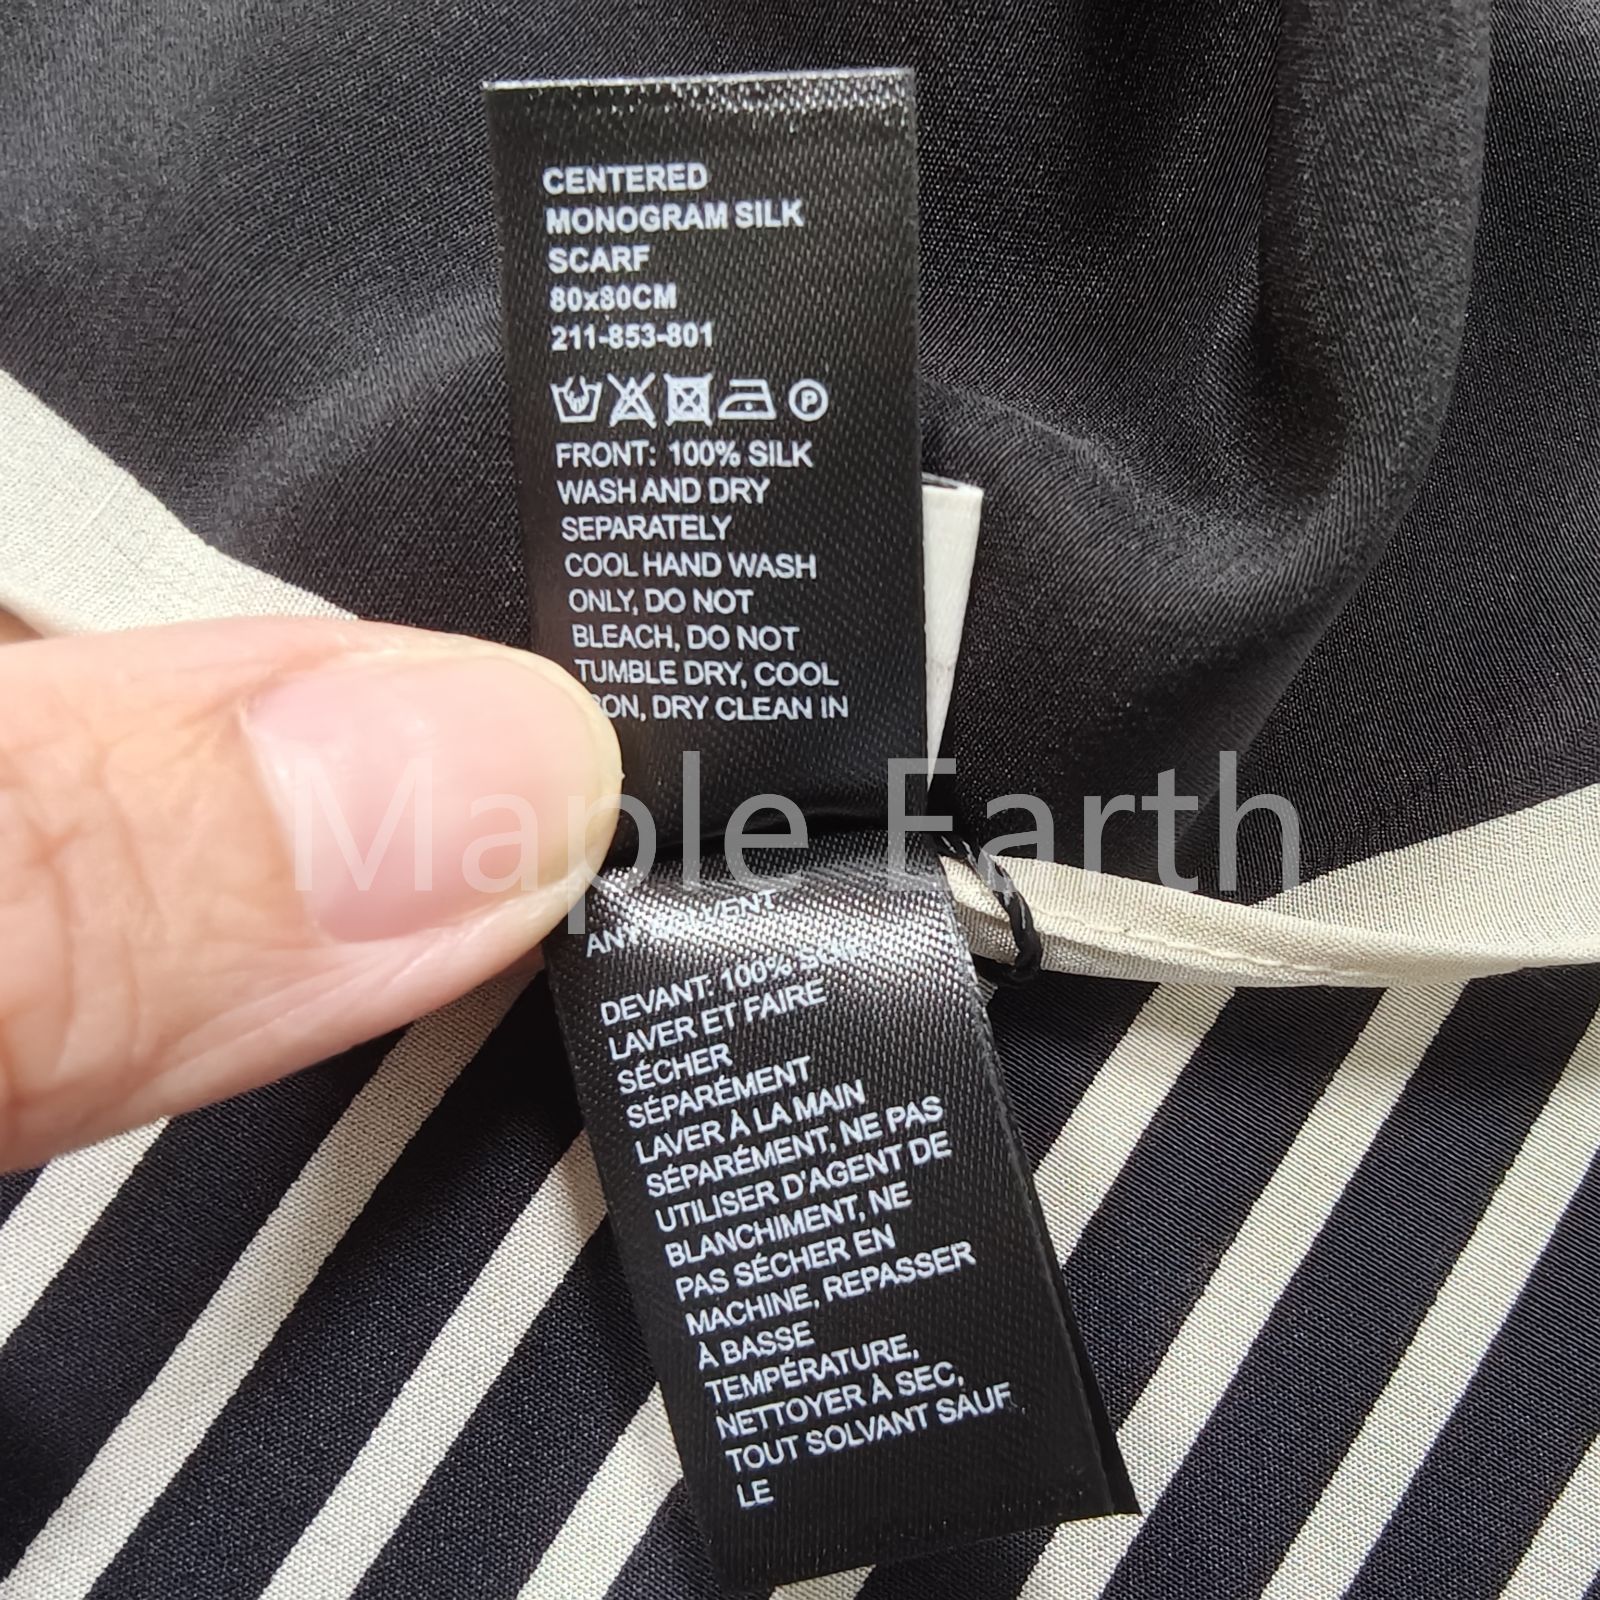 CENTERED
MONOGRAM SILK
SCARF
80x80CM
211-853-801
P
FRONT: 100% SILK
WASH AND DRY
SEPARATELY
COOL HAND WASH
ONLY, DO NOT
BLEACH, DO NOT
TUMBLE DRY, COOL
DRY CLEAN IN
Maple Earth
ANY SOLVENT
DEVANT: 100%
LAVER ET FAIRE
SÉCHER
SÉPARÉMENT
LAVER À LA MAIN
SÉPARÉMENT, NE PAS
UTILISER D'AGENT DE
BLANCHIMENT, NE
PAS SÉCHER EN
MACHINE, REPASSER
À BASSE
TEMPÉRATURE,
NETTOYER À SEC,
TOUT SOLVANT SAUF
LE